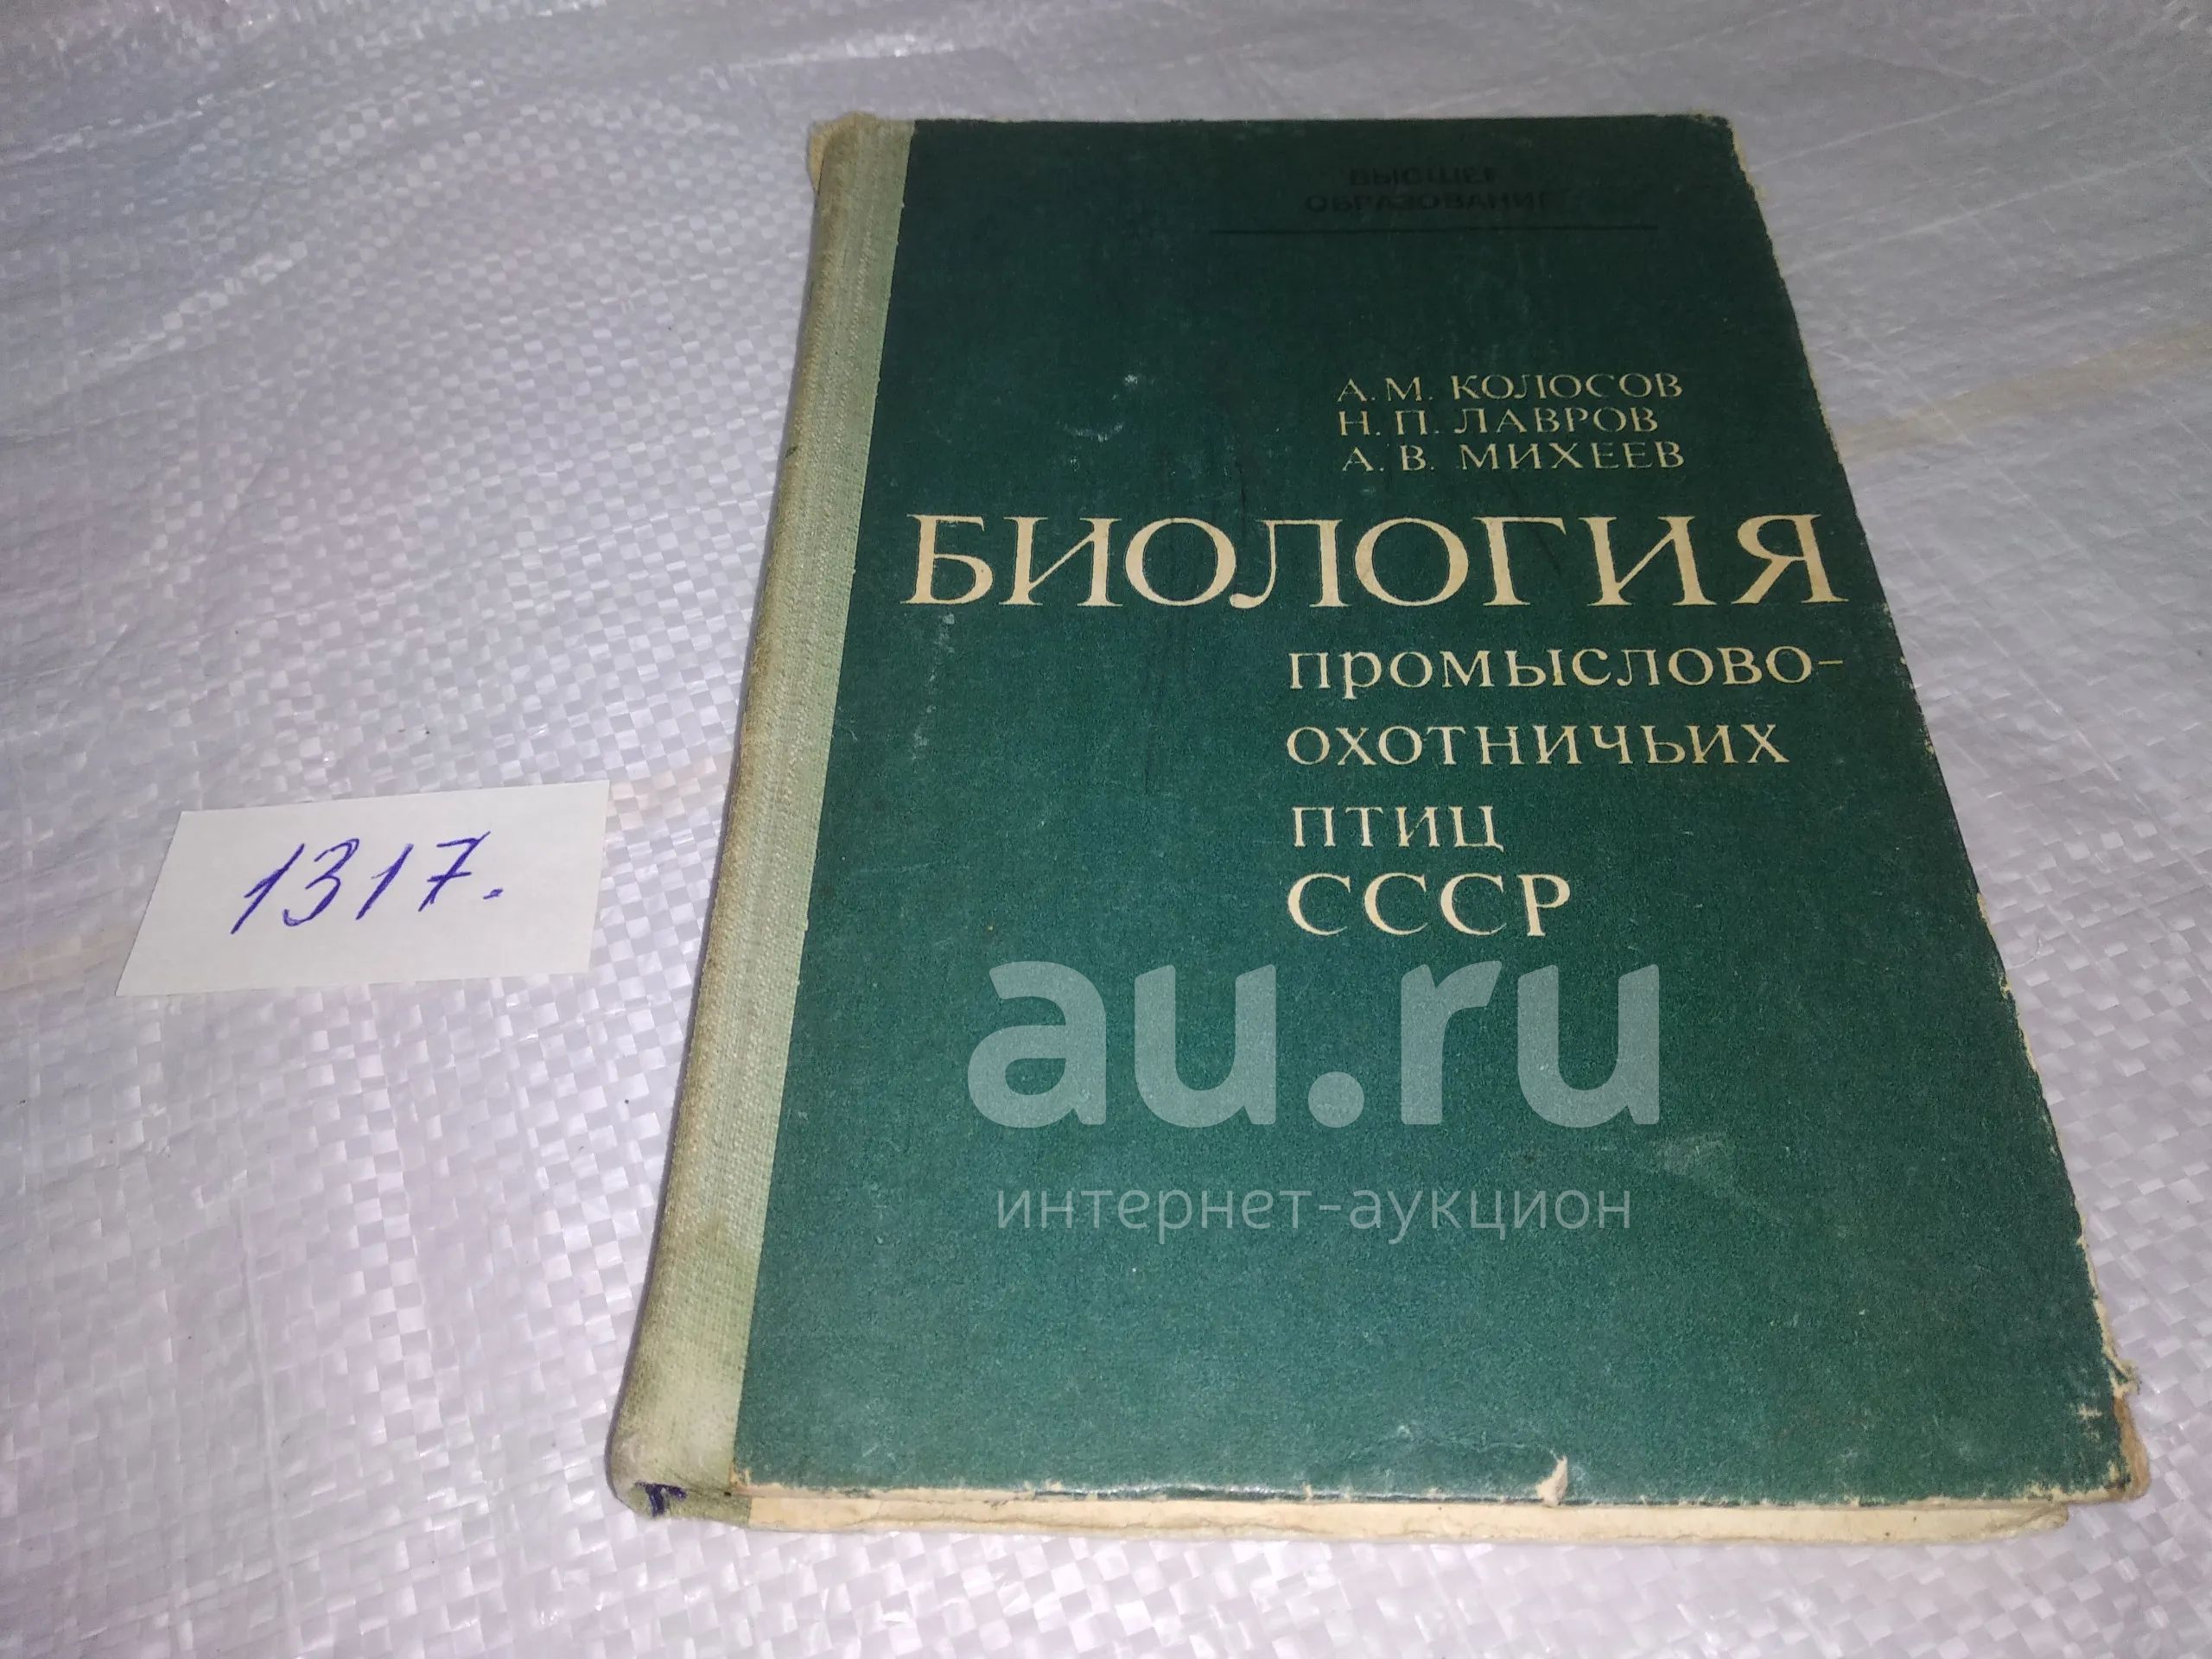 ВЫСШЕЕ
ОБРАЗОВАНИЕ
А. М. КОЛОСОВ
Н. П. ЛАВРОВ
А. В. МИХЕЕВ
БИОЛОГИЯ
промыслово-
охотничьих
птиц
СССР
1317.
au.ru
интернет-аукцион